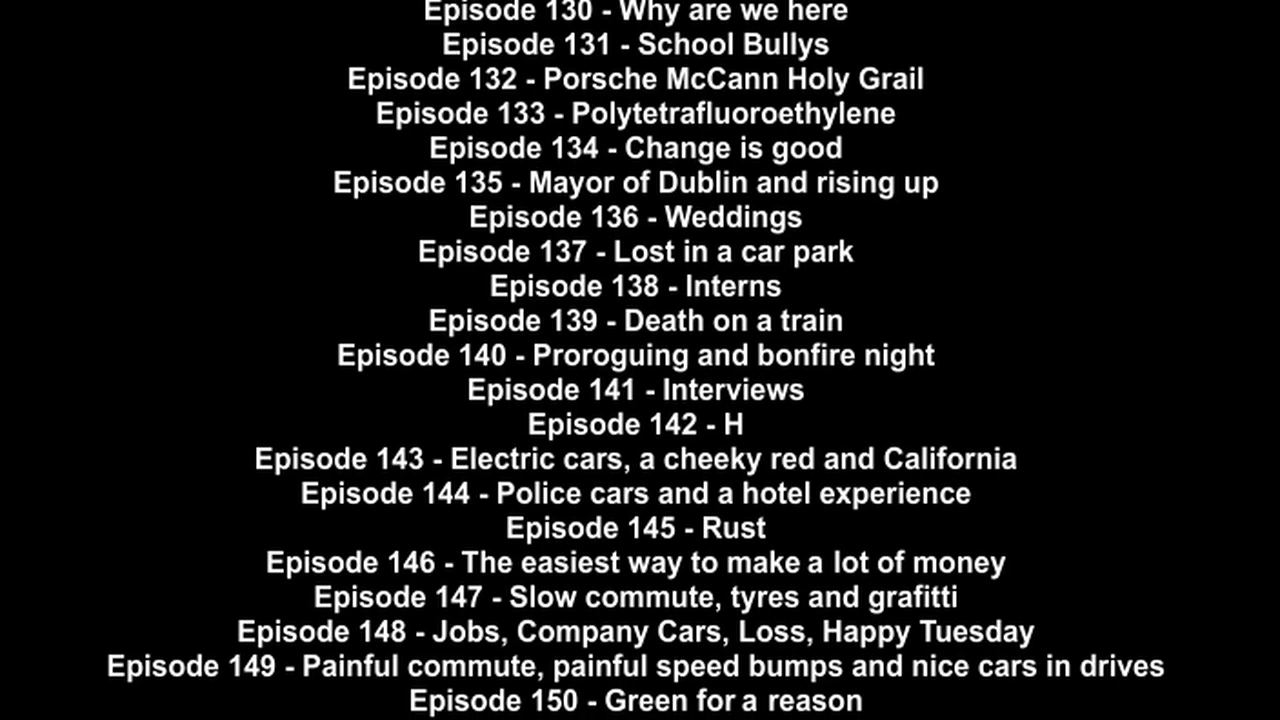 Episode 130 - Why are we here
Episode 131 - School Bullys
Episode 132 - Porsche McCann Holy Grail
Episode 133 - Polytetrafluoroethylene
Episode 134 - Change is good
Episode 135 - Mayor of Dublin and rising up
Episode 136 - Weddings
Episode 137 - Lost in a car park
Episode 138 - Interns
Episode 139 - Death on a train
Episode 140 - Proroguing and bonfire night
Episode 141 - Interviews
Episode 142 - H
Episode 143 - Electric cars, a cheeky red and California
Episode 144 - Police cars and a hotel experience
Episode 145 - Rust
Episode 146 - The easiest way to make a lot of money
Episode 147 - Slow commute, tyres and grafitti
Episode 148 - Jobs, Company Cars, Loss, Happy Tuesday
Episode 149 - Painful commute, painful speed bumps and nice cars in drives
Episode 150 - Green for a reason